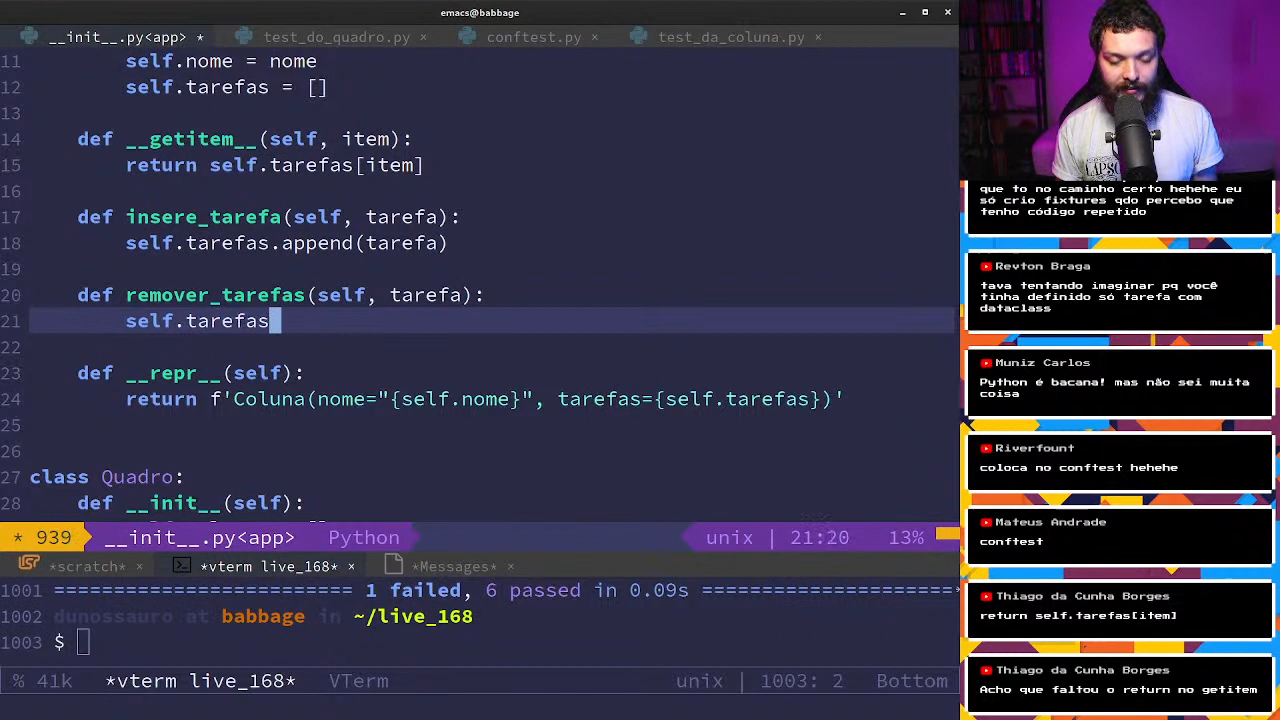 emacs@babbage
__init__.py<app> *
test_do_quadro.py ×
conftest.py ×
test_da_coluna.py ×
11 self.nome = nome
12 self.tarefas = []
13
14 def __getitem__(self, item):
15 return self.tarefas[item]
16
17 def insere_tarefa(self, tarefa):
18 self.tarefas.append(tarefa)
19
20 def remover_tarefas(self, tarefa):
21 self.tarefas
22
23 def __repr__(self):
24 return f'Coluna(nome="{self.nome}", tarefas={self.tarefas})'
25
26
27 class Quadro:
28 def __init__(self):
* 939 __init__.py<app> Python unix | 21:20 13%
*scratch* × *vterm live_168* × *Messages* ×
1001 ======================== 1 failed, 6 passed in 0.09s =====================
1002 dunossauro at babbage in ~/live_168
1003 $
% 41k *vterm live_168* VTerm unix | 1003: 2 Bottom
LAPSO
que to no caminho certo hehehe eu
só crio fixtures qdo percebo que
tenho código repetido
Revton Braga
tava tentando imaginar pq você
tinha definido só tarefa com
dataclass
Muniz Carlos
Python é bacana! mas não sei muita
coisa
Riverfount
coloca no conftest hehehe
Mateus Andrade
conftest
Thiago da Cunha Borges
return self.tarefas[item]
Thiago da Cunha Borges
Acho que faltou o return no getitem